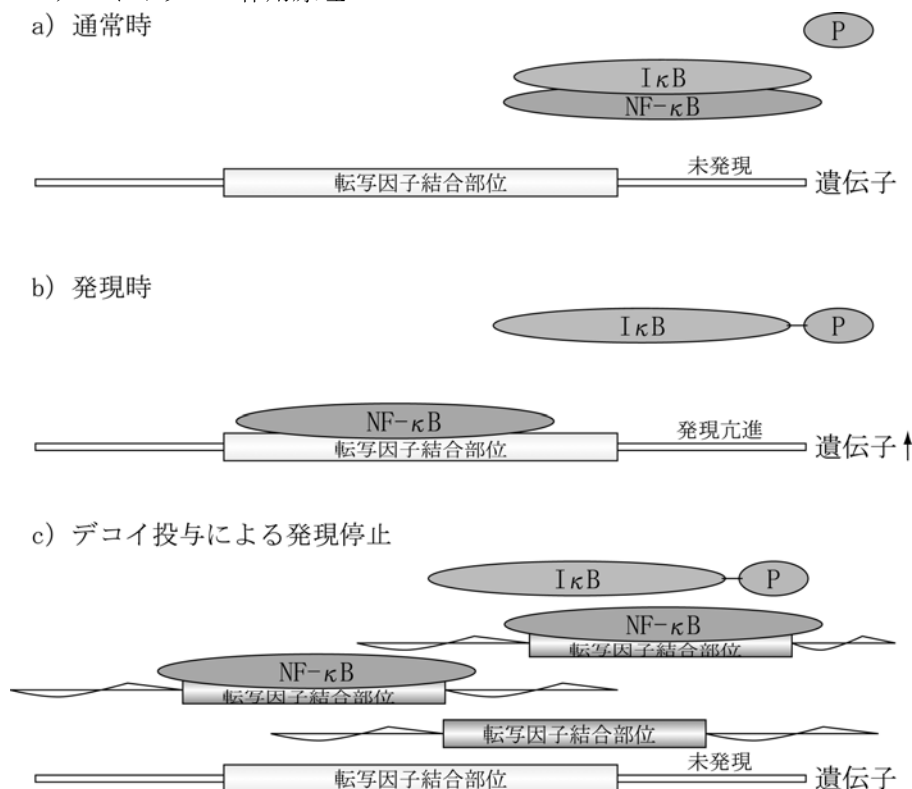 a) 通常時
P
IκB
NF-κB
未発現
転写因子結合部位
遺伝子
b) 発現時
IκB
P
NF-κB
発現亢進
転写因子結合部位
遺伝子↑
c) デコイ投与による発現停止
IκB
P
NF-κB
転写因子結合部位
NF-κB
転写因子結合部位
転写因子結合部位
未発現
転写因子結合部位
遺伝子